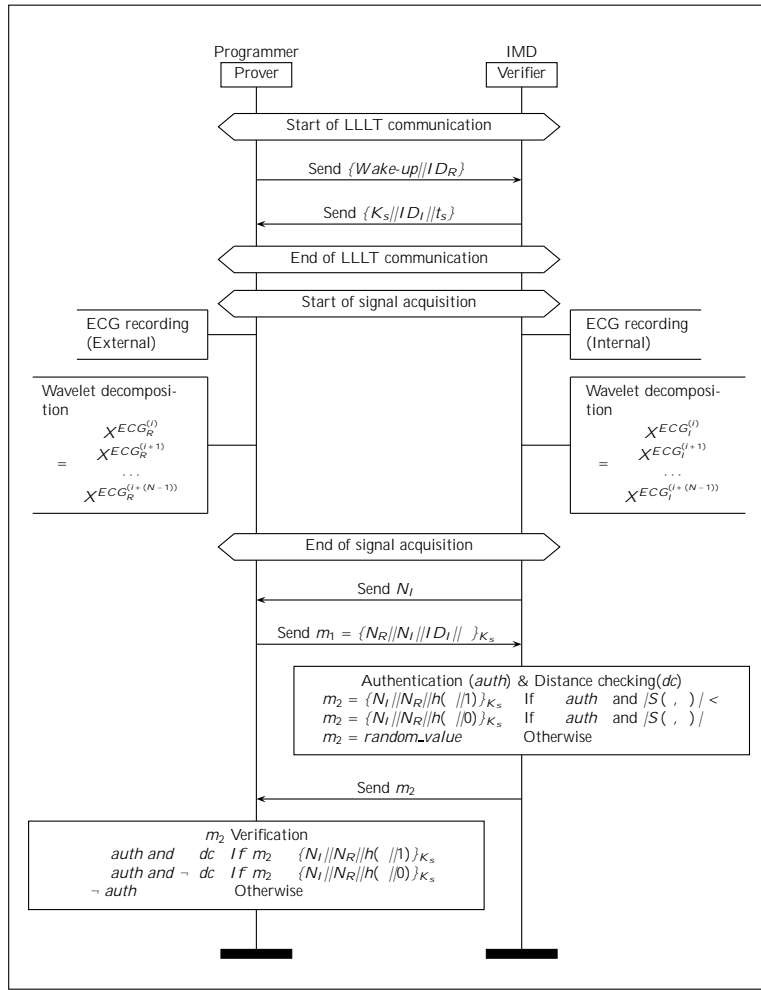 Programmer
IMD
Prover
Verifier
Start of LLLT communication
Send {Wake-up||ID_R}
Send {K_s||ID_I||t_s}
End of LLLT communication
Start of signal acquisition
ECG recording
(External)
ECG recording
(Internal)
Wavelet decomposi-
tion
X^{ECG_R^{(i)}}
= X^{ECG_R^{(i+1)}}
...
X^{ECG_R^{(i+(N−1))}}
Wavelet decomposi-
tion
X^{ECG_I^{(i)}}
= X^{ECG_I^{(i+1)}}
...
X^{ECG_I^{(i+(N−1))}}
End of signal acquisition
Send N_I
Send m_1 = {N_R||N_I||ID_I|| }_{K_s}
Authentication (auth) & Distance checking(dc)
m_2 = {N_I||N_R||h( ||1)}_{K_s} If auth and |S( , )| <
m_2 = {N_I||N_R||h( ||0)}_{K_s} If auth and |S( , )|
m_2 = random_value Otherwise
Send m_2
m_2 Verification
auth and dc If m_2 {N_I||N_R||h( ||1)}_{K_s}
auth and ¬ dc If m_2 {N_I||N_R||h( ||0)}_{K_s}
¬ auth Otherwise